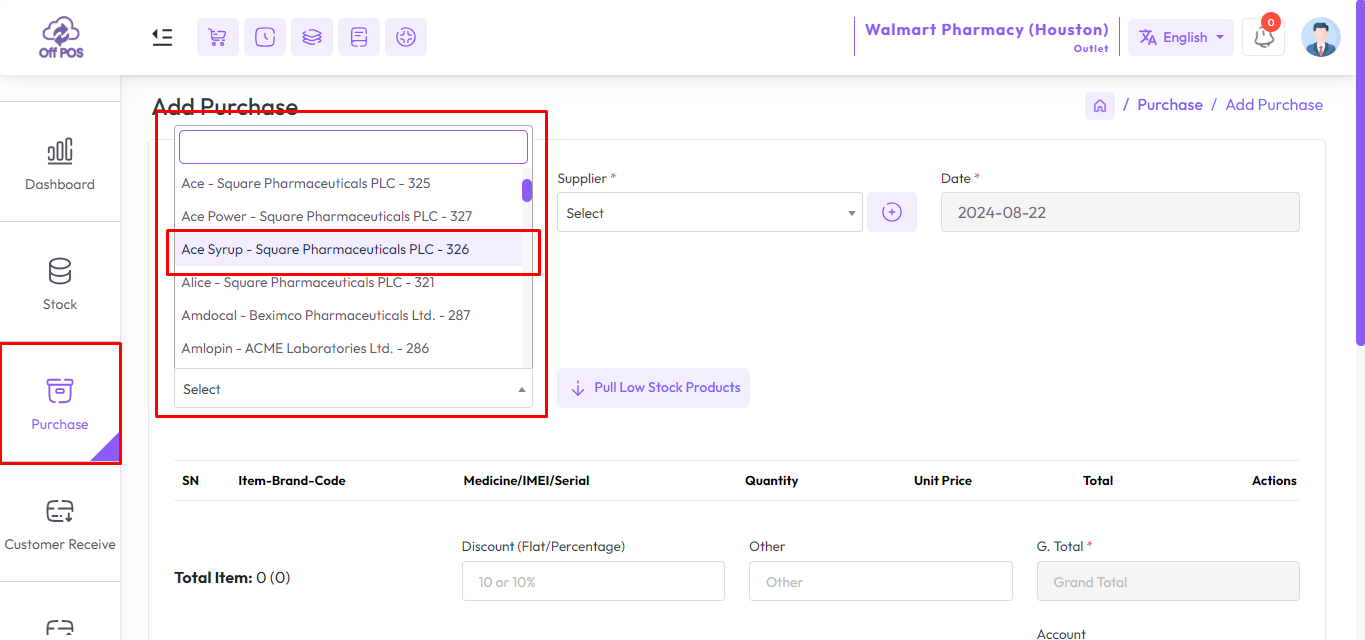 Off POS
Walmart Pharmacy (Houston)
Outlet
English
0
Add Purchase
/ Purchase / Add Purchase
Dashboard
Stock
Purchase
Customer Receive
Ace - Square Pharmaceuticals PLC - 325
Ace Power - Square Pharmaceuticals PLC - 327
Ace Syrup - Square Pharmaceuticals PLC - 326
Alice - Square Pharmaceuticals PLC - 321
Amdocal - Beximco Pharmaceuticals Ltd. - 287
Amlopin - ACME Laboratories Ltd. - 286
Select
Supplier *
Select
Date *
2024-08-22
Pull Low Stock Products
SN Item-Brand-Code Medicine/IMEI/Serial Quantity Unit Price Total Actions
Total Item: 0 (0)
Discount (Flat/Percentage)
10 or 10%
Other
Other
G. Total *
Grand Total
Account